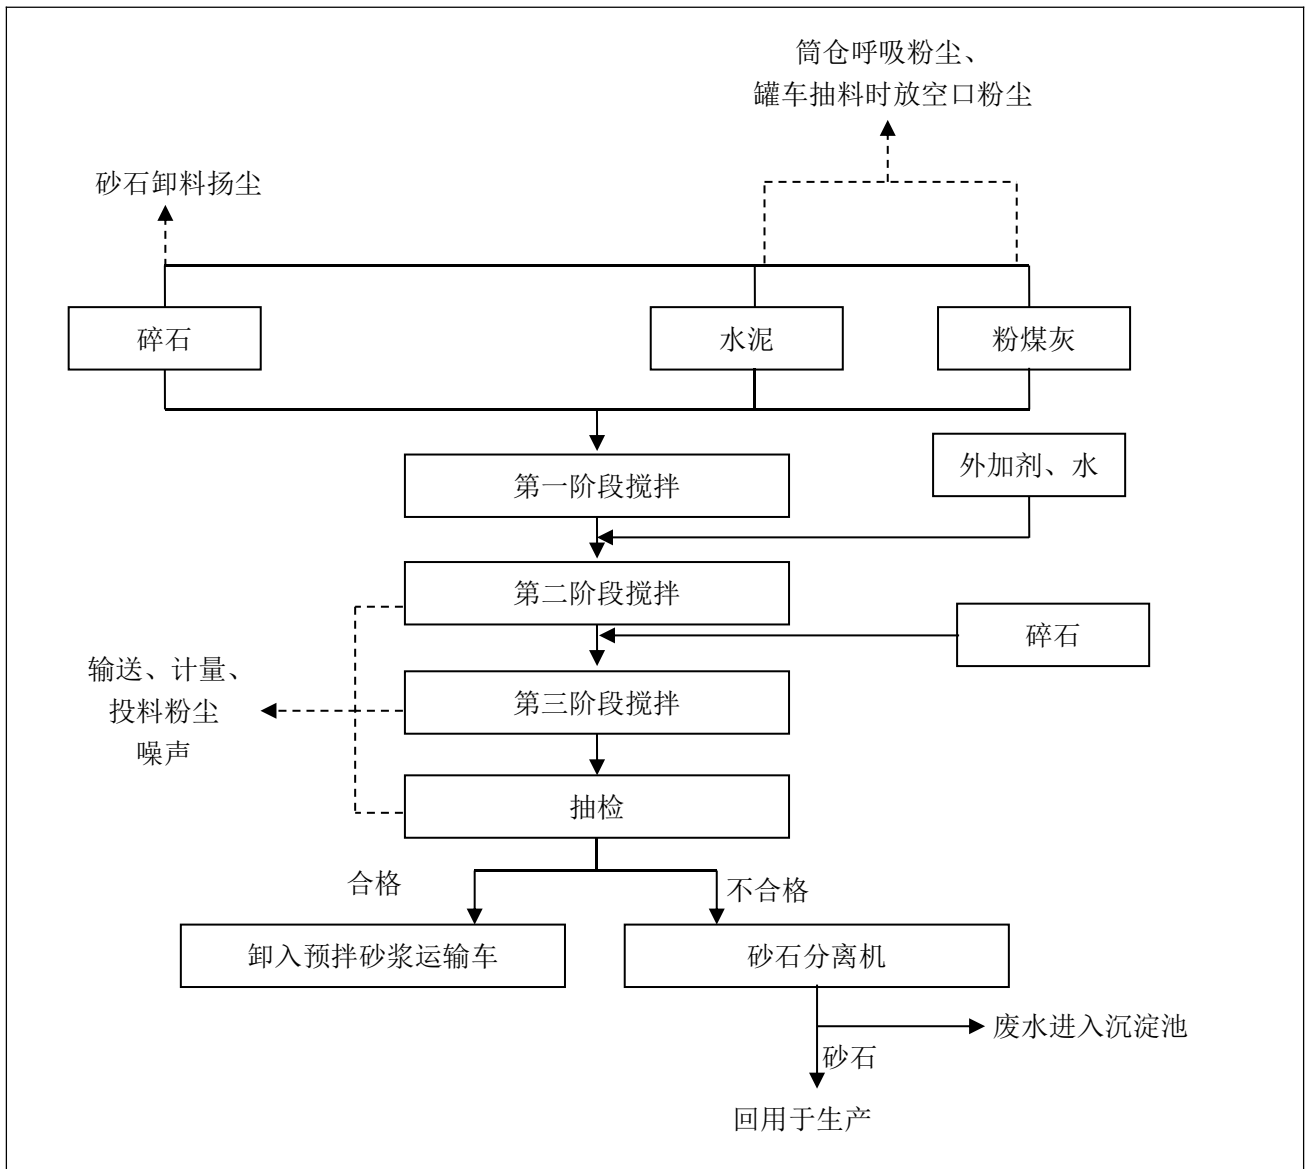 筒仓呼吸粉尘、
罐车抽料时放空口粉尘
砂石卸料扬尘
碎石
水泥
粉煤灰
外加剂、水
第一阶段搅拌
第二阶段搅拌
碎石
输送、计量、
投料粉尘
噪声
第三阶段搅拌
抽检
合格
不合格
卸入预拌砂浆运输车
砂石分离机
废水进入沉淀池
砂石
回用于生产